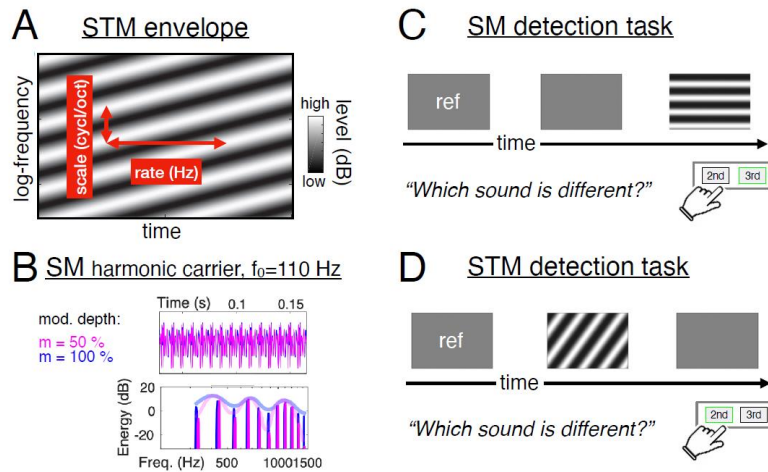 A STM envelope
log-frequency
scale (cycl/oct)
rate (Hz)
high
low
level (dB)
time
B SM harmonic carrier, f₀=110 Hz
mod. depth:
m = 50 %
m = 100 %
Time (s) 0.1 0.15
Energy (dB)
20
0
-20
Freq. (Hz) 500 1000 1500
C SM detection task
ref
time
"Which sound is different?"
2nd 3rd
D STM detection task
ref
time
"Which sound is different?"
2nd 3rd